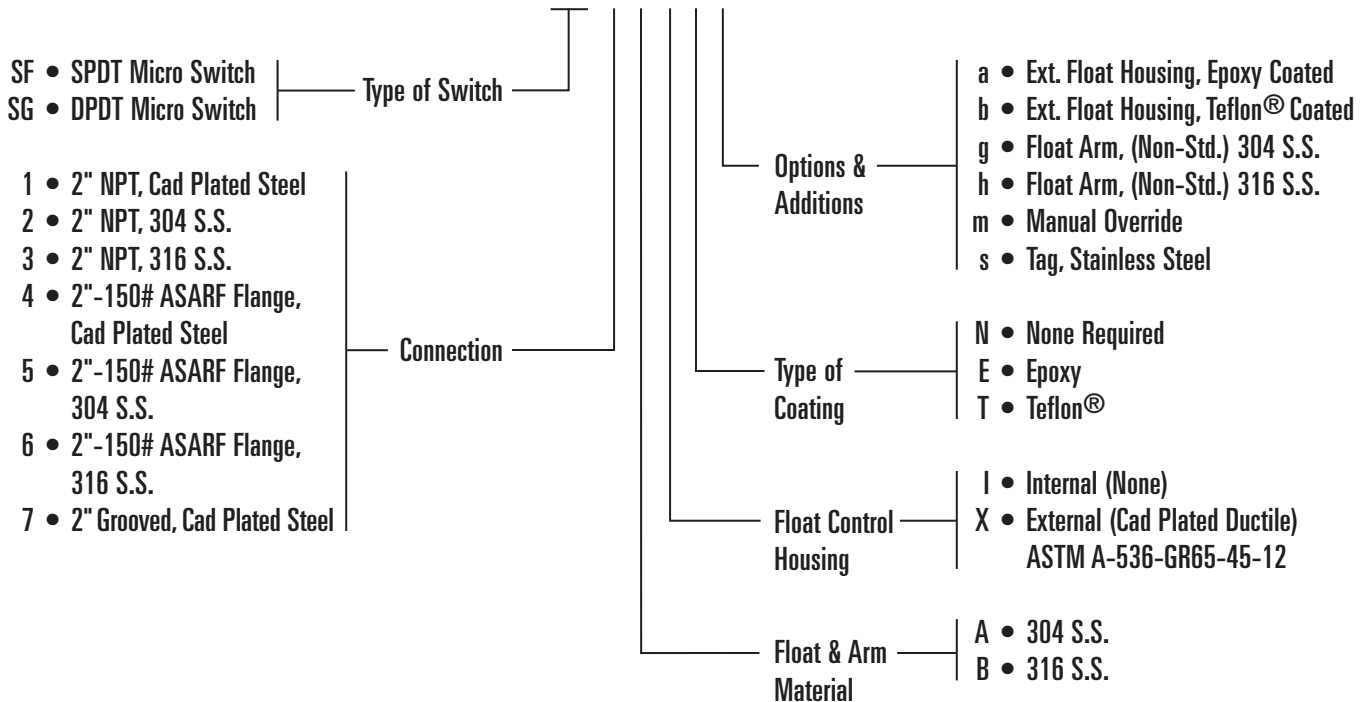 SF • SPDT Micro Switch
SG • DPDT Micro Switch
Type of Switch
1 • 2" NPT, Cad Plated Steel
2 • 2" NPT, 304 S.S.
3 • 2" NPT, 316 S.S.
4 • 2"-150# ASARF Flange,
Cad Plated Steel
5 • 2"-150# ASARF Flange,
304 S.S.
6 • 2"-150# ASARF Flange,
316 S.S.
7 • 2" Grooved, Cad Plated Steel
Connection
Options &
Additions
a • Ext. Float Housing, Epoxy Coated
b • Ext. Float Housing, Teflon® Coated
g • Float Arm, (Non-Std.) 304 S.S.
h • Float Arm, (Non-Std.) 316 S.S.
m • Manual Override
s • Tag, Stainless Steel
Type of
Coating
N • None Required
E • Epoxy
T • Teflon®
Float Control
Housing
I • Internal (None)
X • External (Cad Plated Ductile)
ASTM A-536-GR65-45-12
Float & Arm
Material
A • 304 S.S.
B • 316 S.S.